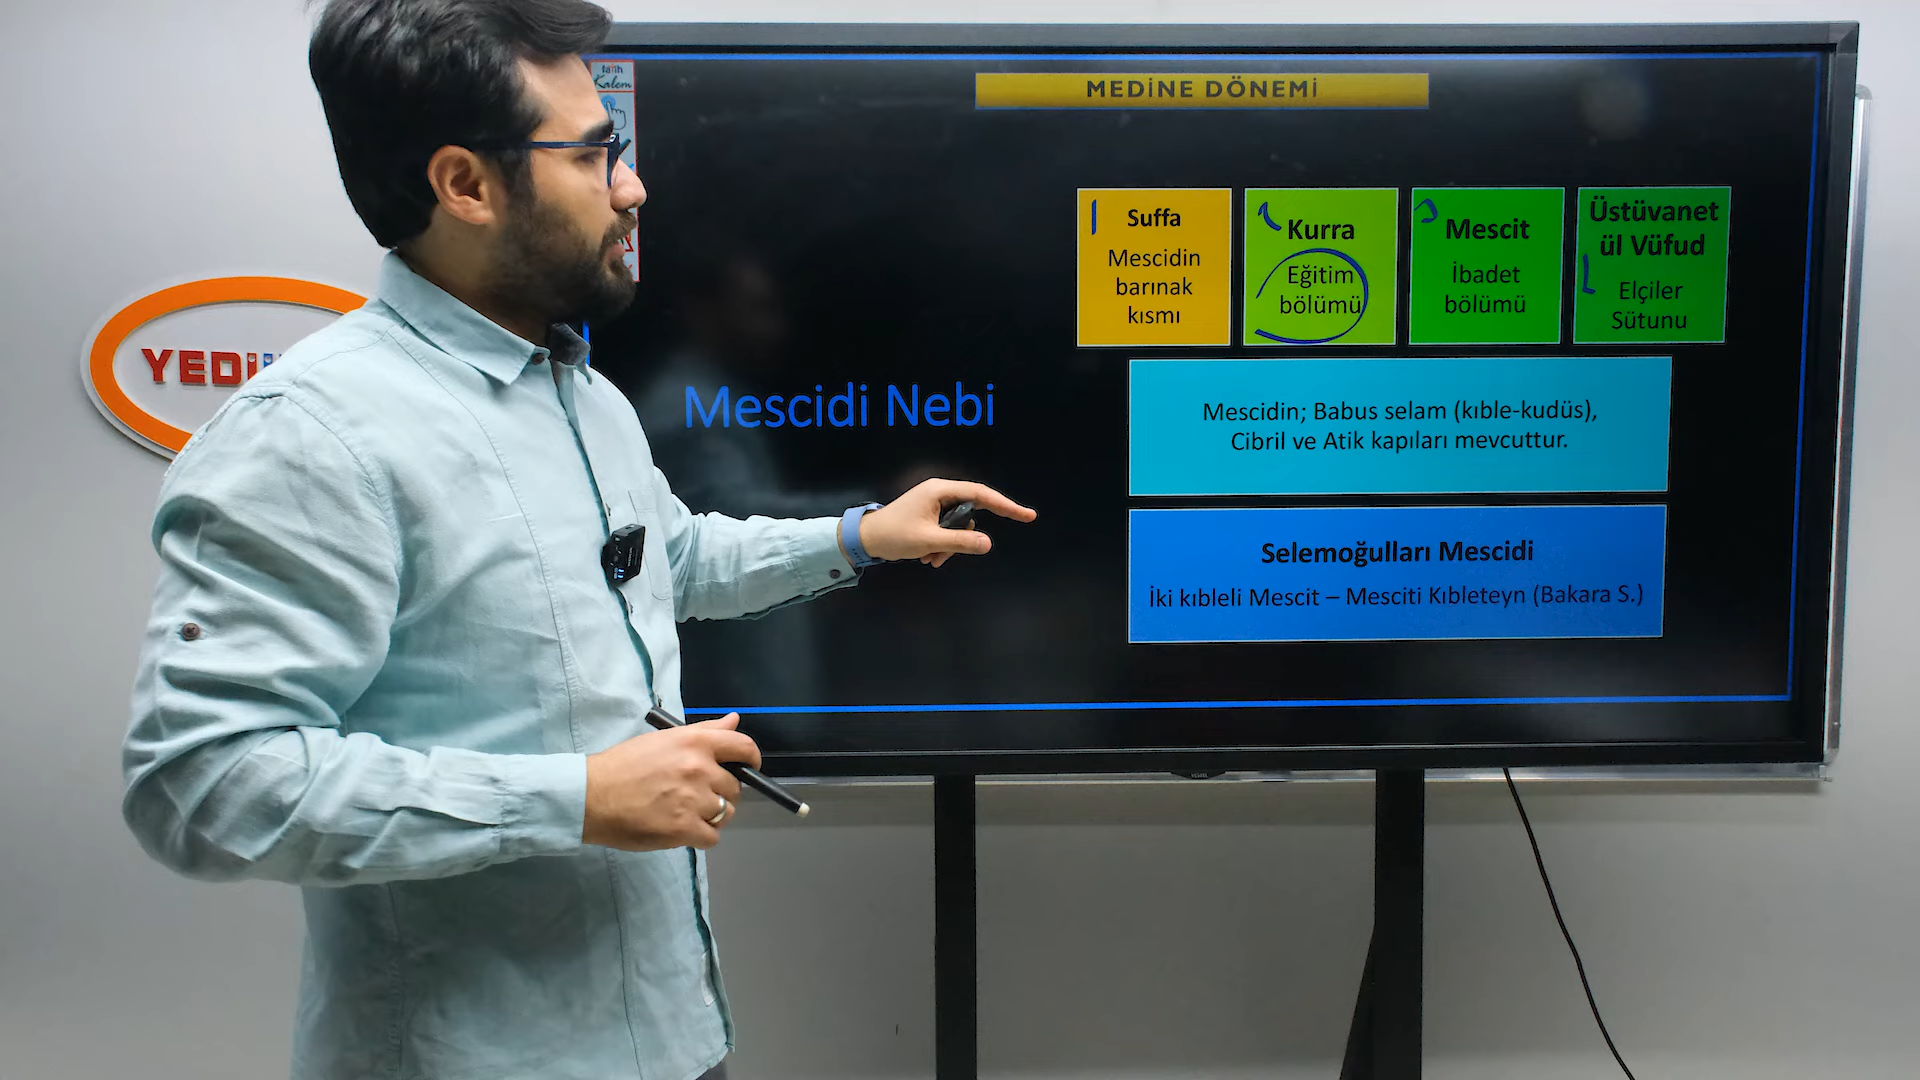 tarih
Kalem
MEDİNE DÖNEMİ
YEDİ
Mescidi Nebi
Suffa
Mescidin
barınak
kısmı
Kurra
Eğitim
bölümü
Mescit
İbadet
bölümü
Üstüvanet
ül Vüfud
Elçiler
Sütunu
Mescidin; Babus selam (kıble-kudüs),
Cibril ve Atik kapıları mevcuttur.
Selemoğulları Mescidi
İki kıbleli Mescit – Mesciti Kıbleteyn (Bakara S.)